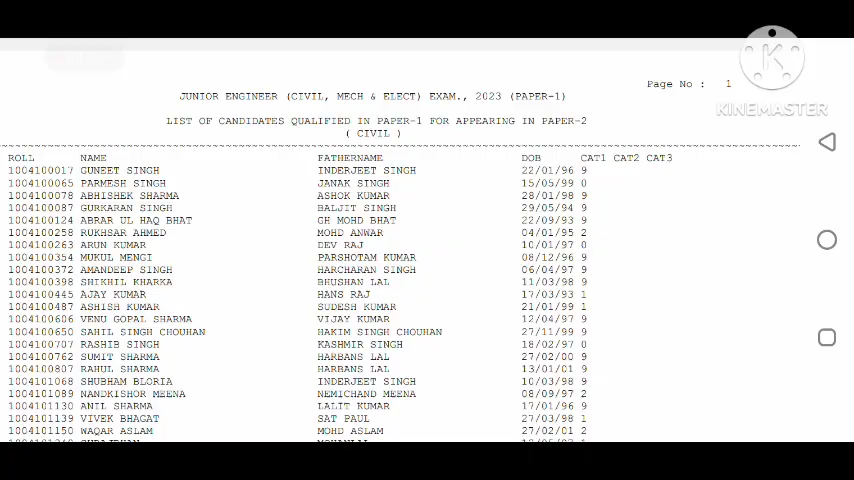 Page No : 1
KINEMASTER
JUNIOR ENGINEER (CIVIL, MECH & ELECT) EXAM., 2023 (PAPER-1)
LIST OF CANDIDATES QUALIFIED IN PAPER-1 FOR APPEARING IN PAPER-2
( CIVIL )
ROLL NAME FATHERNAME DOB CAT1 CAT2 CAT3
1004100017 GUNEET SINGH INDERJEET SINGH 22/01/96 9
1004100065 PARMESH SINGH JANAK SINGH 15/05/99 0
1004100078 ABHISHEK SHARMA ASHOK KUMAR 28/01/98 9
1004100087 GURKARAN SINGH BALJIT SINGH 29/05/94 9
1004100124 ABRAR UL HAQ BHAT GH MOHD BHAT 22/09/93 9
1004100258 RUKHSAR AHMED MOHD ANWAR 04/01/95 2
1004100263 ARUN KUMAR DEV RAJ 10/01/97 0
1004100354 MUKUL MENGI PARSHOTAM KUMAR 08/12/96 9
1004100372 AMANDEEP SINGH HARCHARAN SINGH 06/04/97 9
1004100398 SHIKHIL KHARKA BHUSHAN LAL 11/03/98 9
1004100445 AJAY KUMAR HANS RAJ 17/03/93 1
1004100487 ASHISH KUMAR SUDESH KUMAR 21/01/99 1
1004100606 VENU GOPAL SHARMA VIJAY KUMAR 12/04/97 9
1004100650 SAHIL SINGH CHOUHAN HAKIM SINGH CHOUHAN 27/11/99 9
1004100707 RASHIB SINGH KASHMIR SINGH 18/02/97 0
1004100762 SUMIT SHARMA HARBANS LAL 27/02/00 9
1004100807 RAHUL SHARMA HARBANS LAL 13/01/01 9
1004101068 SHUBHAM BLORIA INDERJEET SINGH 10/03/98 9
1004101089 NANDKISHOR MEENA NEMICHAND MEENA 08/09/97 2
1004101130 ANIL SHARMA LALIT KUMAR 17/01/96 9
1004101139 VIVEK BHAGAT SAT PAUL 27/03/98 1
1004101150 WAQAR ASLAM MOHD ASLAM 27/02/01 2